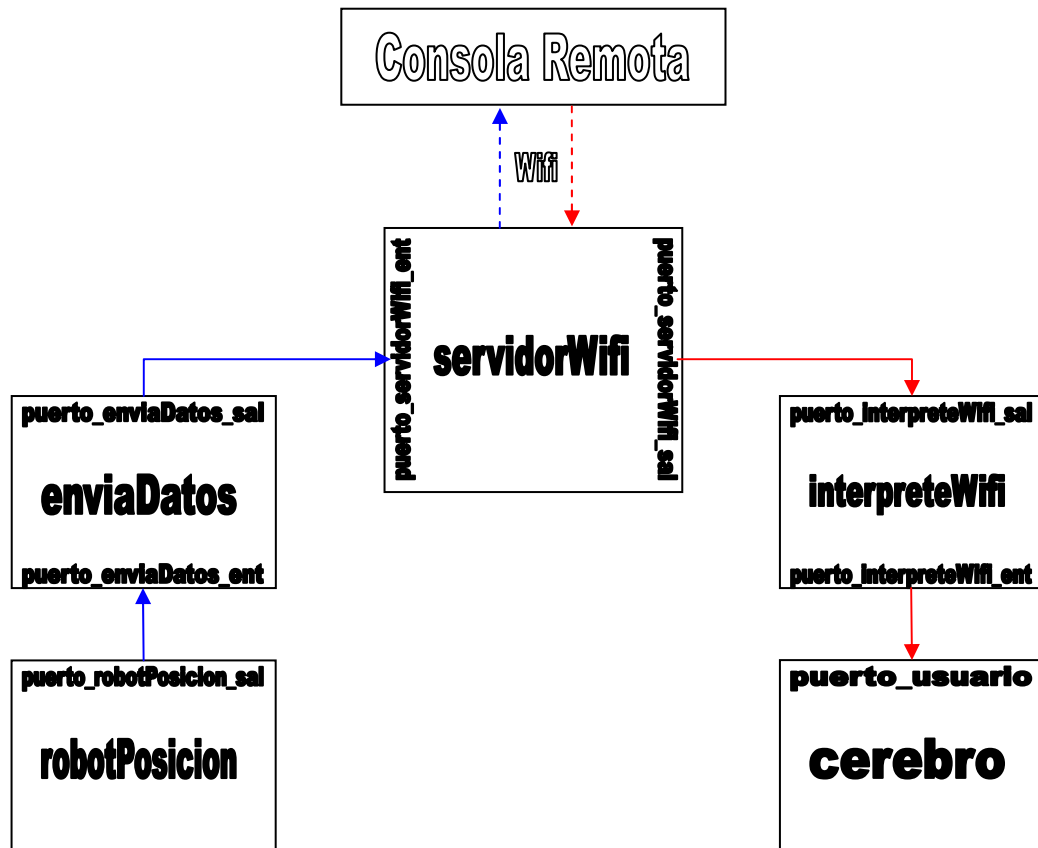 Consola Remota
Wifi
puerto_servidorWifi_ent
servidorWifi
puerto_servidorWifi_sal
puerto_enviaDatos_sal
enviaDatos
puerto_enviaDatos_ent
puerto_interpreteWifi_sal
interpreteWifi
puerto_interpreteWifi_ent
puerto_robotPosicion_sal
robotPosicion
puerto_usuario
cerebro